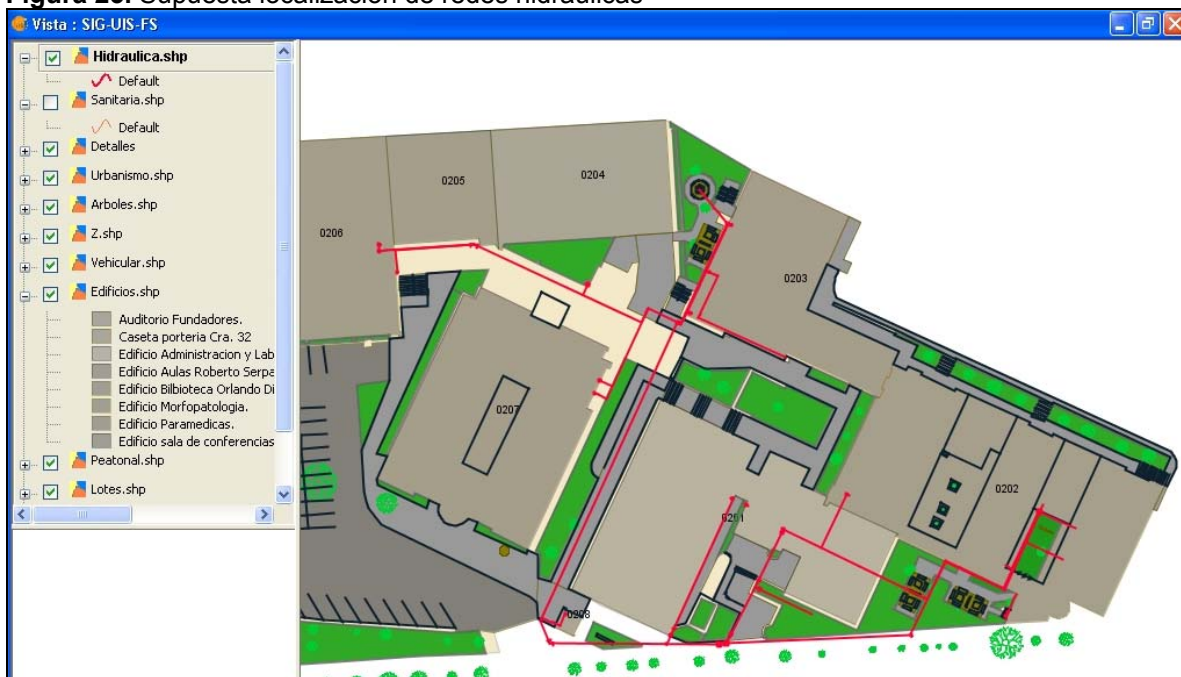 Figura 26. Supuesta localización de redes hidráulicas
Vista : SIG-UIS-FS
Hidraulica.shp
Default
Sanitaria.shp
Default
Detalles
Urbanismo.shp
Arboles.shp
Z.shp
Vehicular.shp
Edificios.shp
Auditorio Fundadores.
Caseta porteria Cra. 32
Edificio Administracion y Lab
Edificio Aulas Roberto Serpa
Edificio Bilbioteca Orlando Di
Edificio Morfopatologia.
Edificio Paramedicas.
Edificio sala de conferencias
Peatonal.shp
Lotes.shp
0205
0204
0206
0203
0207
0202
0201
0208